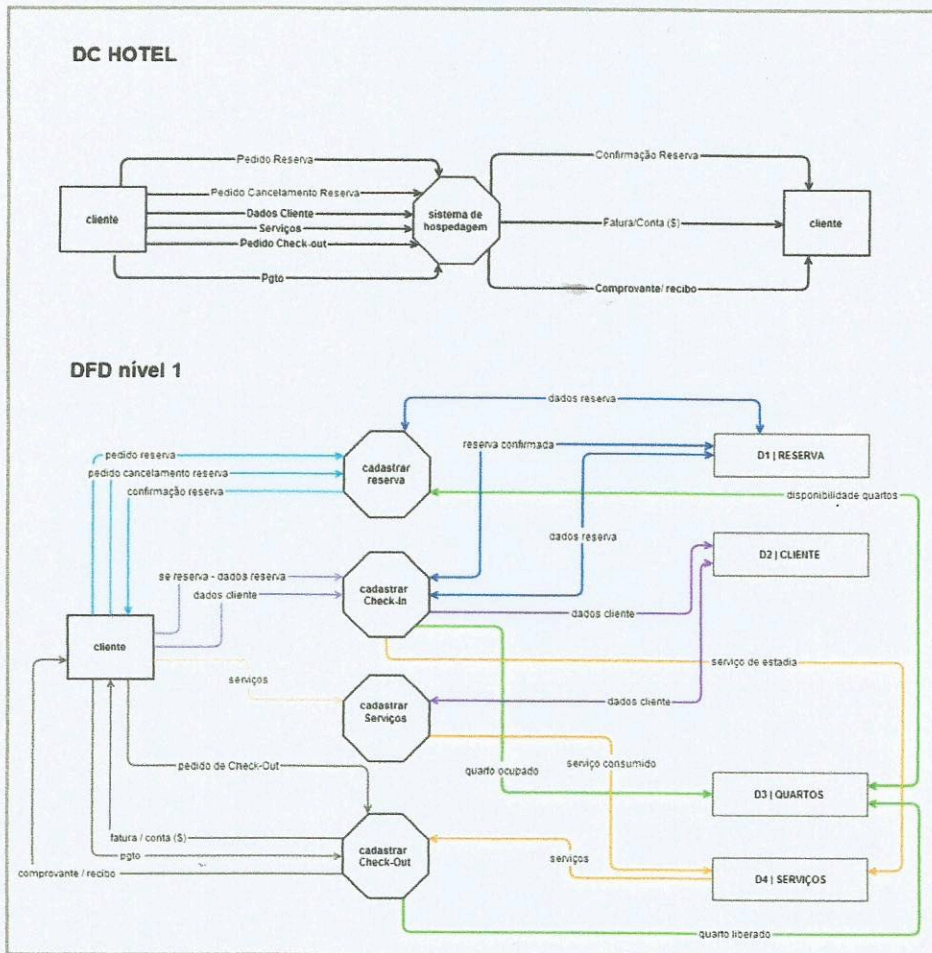 DC HOTEL
Pedido Reserva
Confirmação Reserva
Pedido Cancelamento Reserva
cliente
Dados Cliente
sistema de
hospedagem
Fatura/Conta ($)
cliente
Serviços
Pedido Check-out
Pgto
Comprovante/ recibo
DFD nível 1
dados reserva
pedido reserva
cadastrar
reserva
reserva confirmada
D1 | RESERVA
pedido cancelamento reserva
confirmação reserva
disponibilidade quartos
dados reserva
D2 | CLIENTE
se reserva - dados reserva
cadastrar
Check-In
dados cliente
dados cliente
cliente
serviço de estadia
serviços
cadastrar
Serviços
dados cliente
pedido de Check-Out
quarto ocupado
serviço consumido
D3 | QUARTOS
fatura / conta ($)
cadastrar
Check-Out
pgto
serviços
comprovante / recibo
D4 | SERVIÇOS
quarto liberado